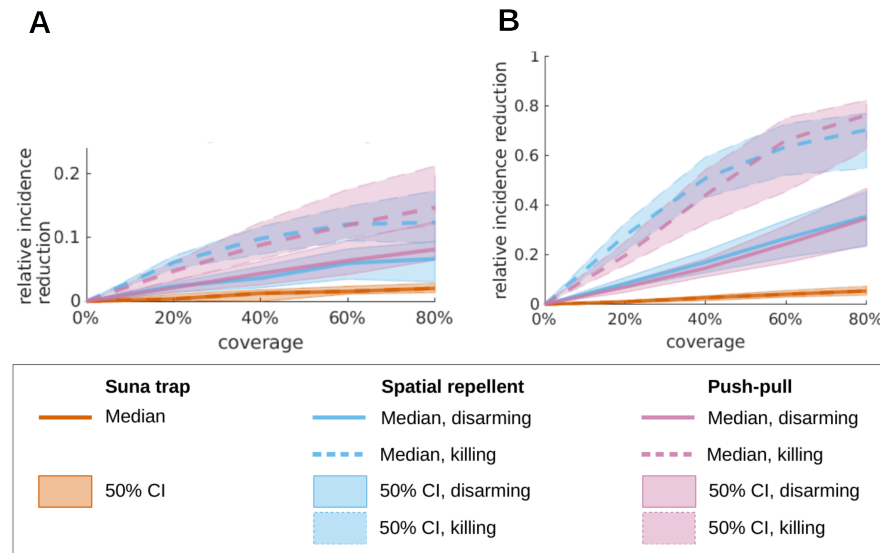 A
B
relative incidence
reduction
0.2
0.1
0
0%
20%
40%
60%
80%
coverage
relative incidence reduction
1
0.8
0.6
0.4
0.2
0
0%
20%
40%
60%
80%
coverage
Suna trap
Spatial repellent
Push-pull
Median
Median, disarming
Median, disarming
Median, killing
Median, killing
50% CI
50% CI, disarming
50% CI, disarming
50% CI, killing
50% CI, killing